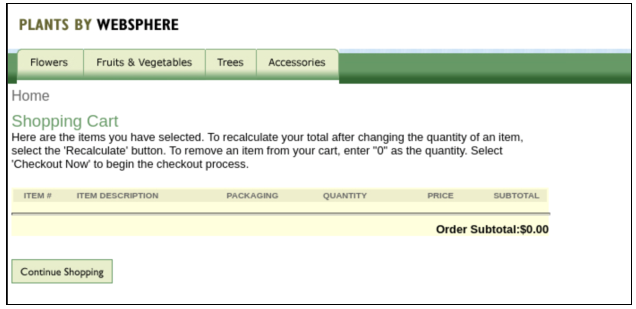 PLANTS BY WEBSPHERE
Flowers Fruits & Vegetables Trees Accessories
Home
Shopping Cart
Here are the items you have selected. To recalculate your total after changing the quantity of an item,
select the 'Recalculate' button. To remove an item from your cart, enter "0" as the quantity. Select
'Checkout Now' to begin the checkout process.
ITEM # ITEM DESCRIPTION PACKAGING QUANTITY PRICE SUBTOTAL
Order Subtotal:$0.00
Continue Shopping